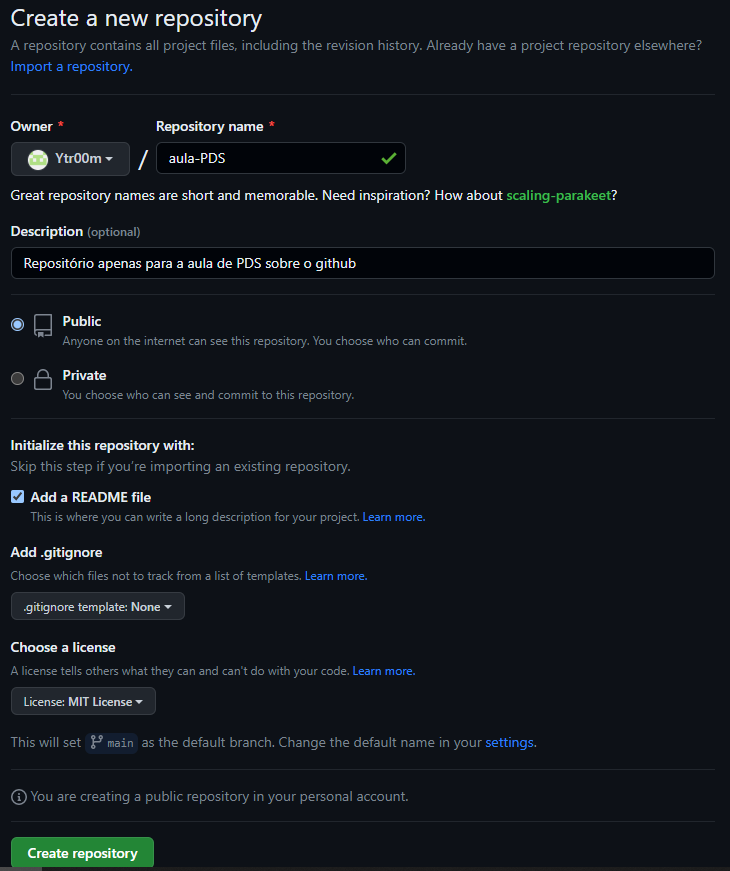 Create a new repository
A repository contains all project files, including the revision history. Already have a project repository elsewhere?
Import a repository.
Owner *
Repository name *
Ytr00m
/
aula-PDS
Great repository names are short and memorable. Need inspiration? How about scaling-parakeet?
Description (optional)
Repositório apenas para a aula de PDS sobre o github
Public
Anyone on the internet can see this repository. You choose who can commit.
Private
You choose who can see and commit to this repository.
Initialize this repository with:
Skip this step if you're importing an existing repository.
Add a README file
This is where you can write a long description for your project. Learn more.
Add .gitignore
Choose which files not to track from a list of templates. Learn more.
.gitignore template: None
Choose a license
A license tells others what they can and can't do with your code. Learn more.
License: MIT License
This will set main as the default branch. Change the default name in your settings.
You are creating a public repository in your personal account.
Create repository